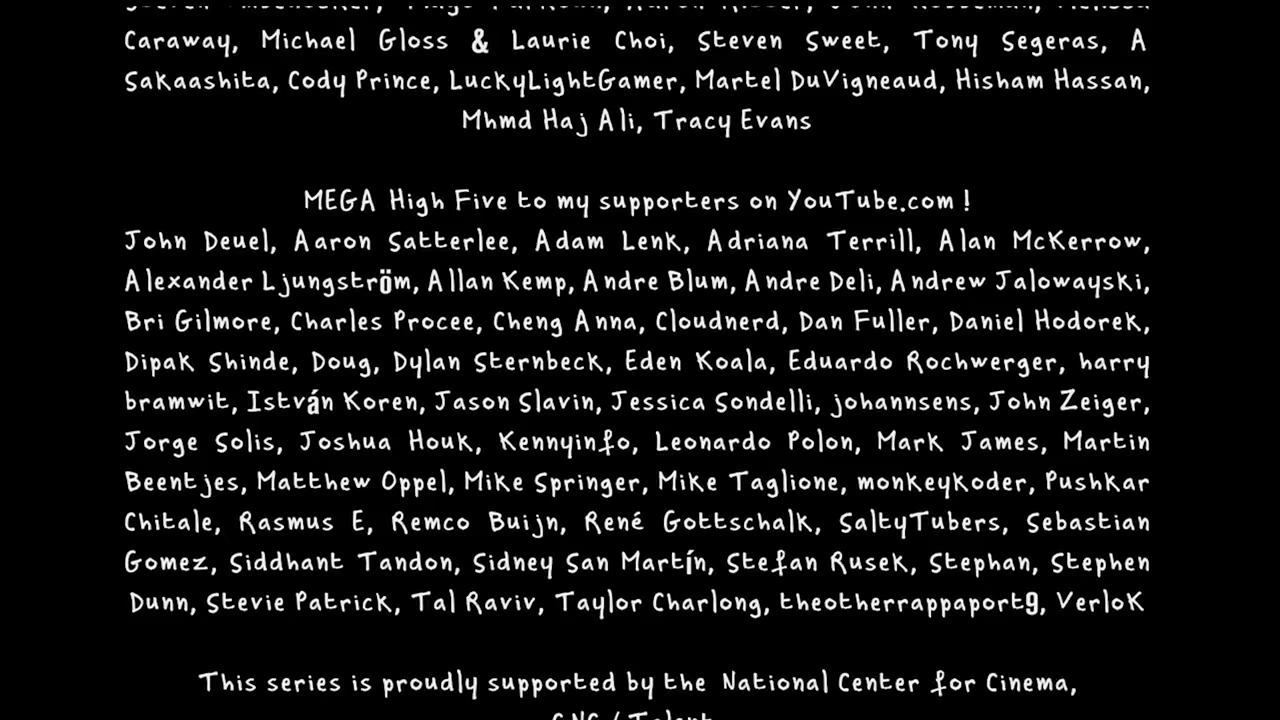 Caraway, Michael Gloss & Laurie Choi, Steven Sweet, Tony Segeras, A
Sakaashita, Cody Prince, LuckyLightGamer, Martel DuVigneaud, Hisham Hassan,
Mhmd Haj Ali, Tracy Evans
MEGA High Five to my supporters on YouTube.com !
John Deuel, Aaron Satterlee, Adam Lenk, Adriana Terrill, Alan McKerrow,
Alexander Ljungström, Allan Kemp, Andre Blum, Andre Deli, Andrew Jalowayski,
Bri Gilmore, Charles Procee, Cheng Anna, Cloudnerd, Dan Fuller, Daniel Hodorek,
Dipak Shinde, Doug, Dylan Sternbeck, Eden Koala, Eduardo Rochwerger, harry
bramwit, István Koren, Jason Slavin, Jessica Sondelli, johannsens, John Zeiger,
Jorge Solis, Joshua Houk, Kennyinfo, Leonardo Polon, Mark James, Martin
Beentjes, Matthew Oppel, Mike Springer, Mike Taglione, monkeykoder, Pushkar
Chitale, Rasmus E, Remco Buijn, René Gottschalk, SaltyTubers, Sebastian
Gomez, Siddhant Tandon, Sidney San Martín, Stefan Rusek, Stephan, Stephen
Dunn, Stevie Patrick, Tal Raviv, Taylor Charlong, theotherrappaport9, VerloK
This series is proudly supported by the National Center for Cinema,